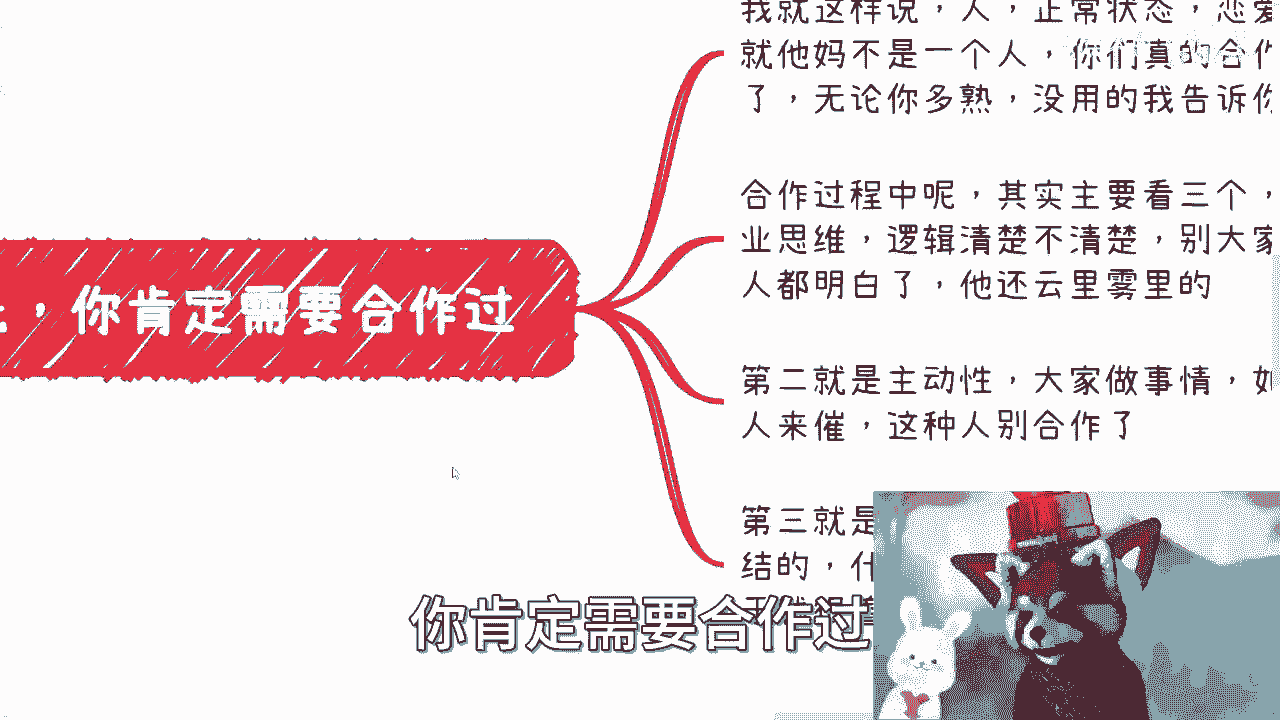 ，你肯定需要合作过
我就这样说，人，正常状态，恋爱
就他妈不是一个人，你们真的合作
了，无论你多熟，没用的我告诉你
合作过程中呢，其实主要看三个，
业思维，逻辑清楚不清楚，别大家
人都明白了，他还云里雾里的
第二就是主动性，大家做事情，如
人来催，这种人别合作了
第三就是
结的，什
你肯定需要合作过